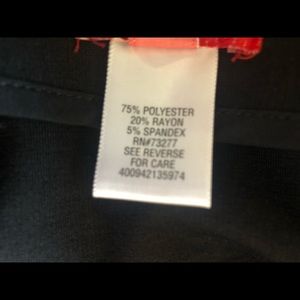 75% POLYESTER
20% RAYON
5% SPANDEX
RN#73277
SEE REVERSE
FOR CARE
400942135974